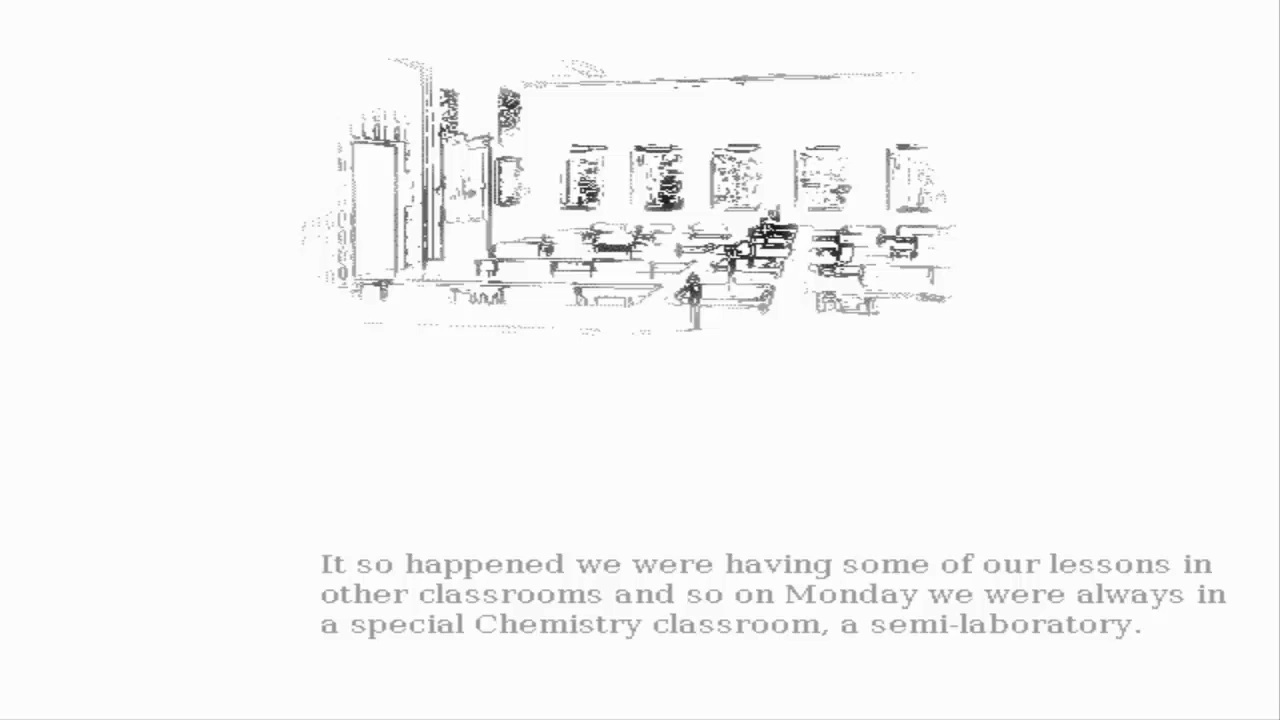 It so happened we were having some of our lessons in
other classrooms and so on Monday we were always in
a special Chemistry classroom, a semi-laboratory.